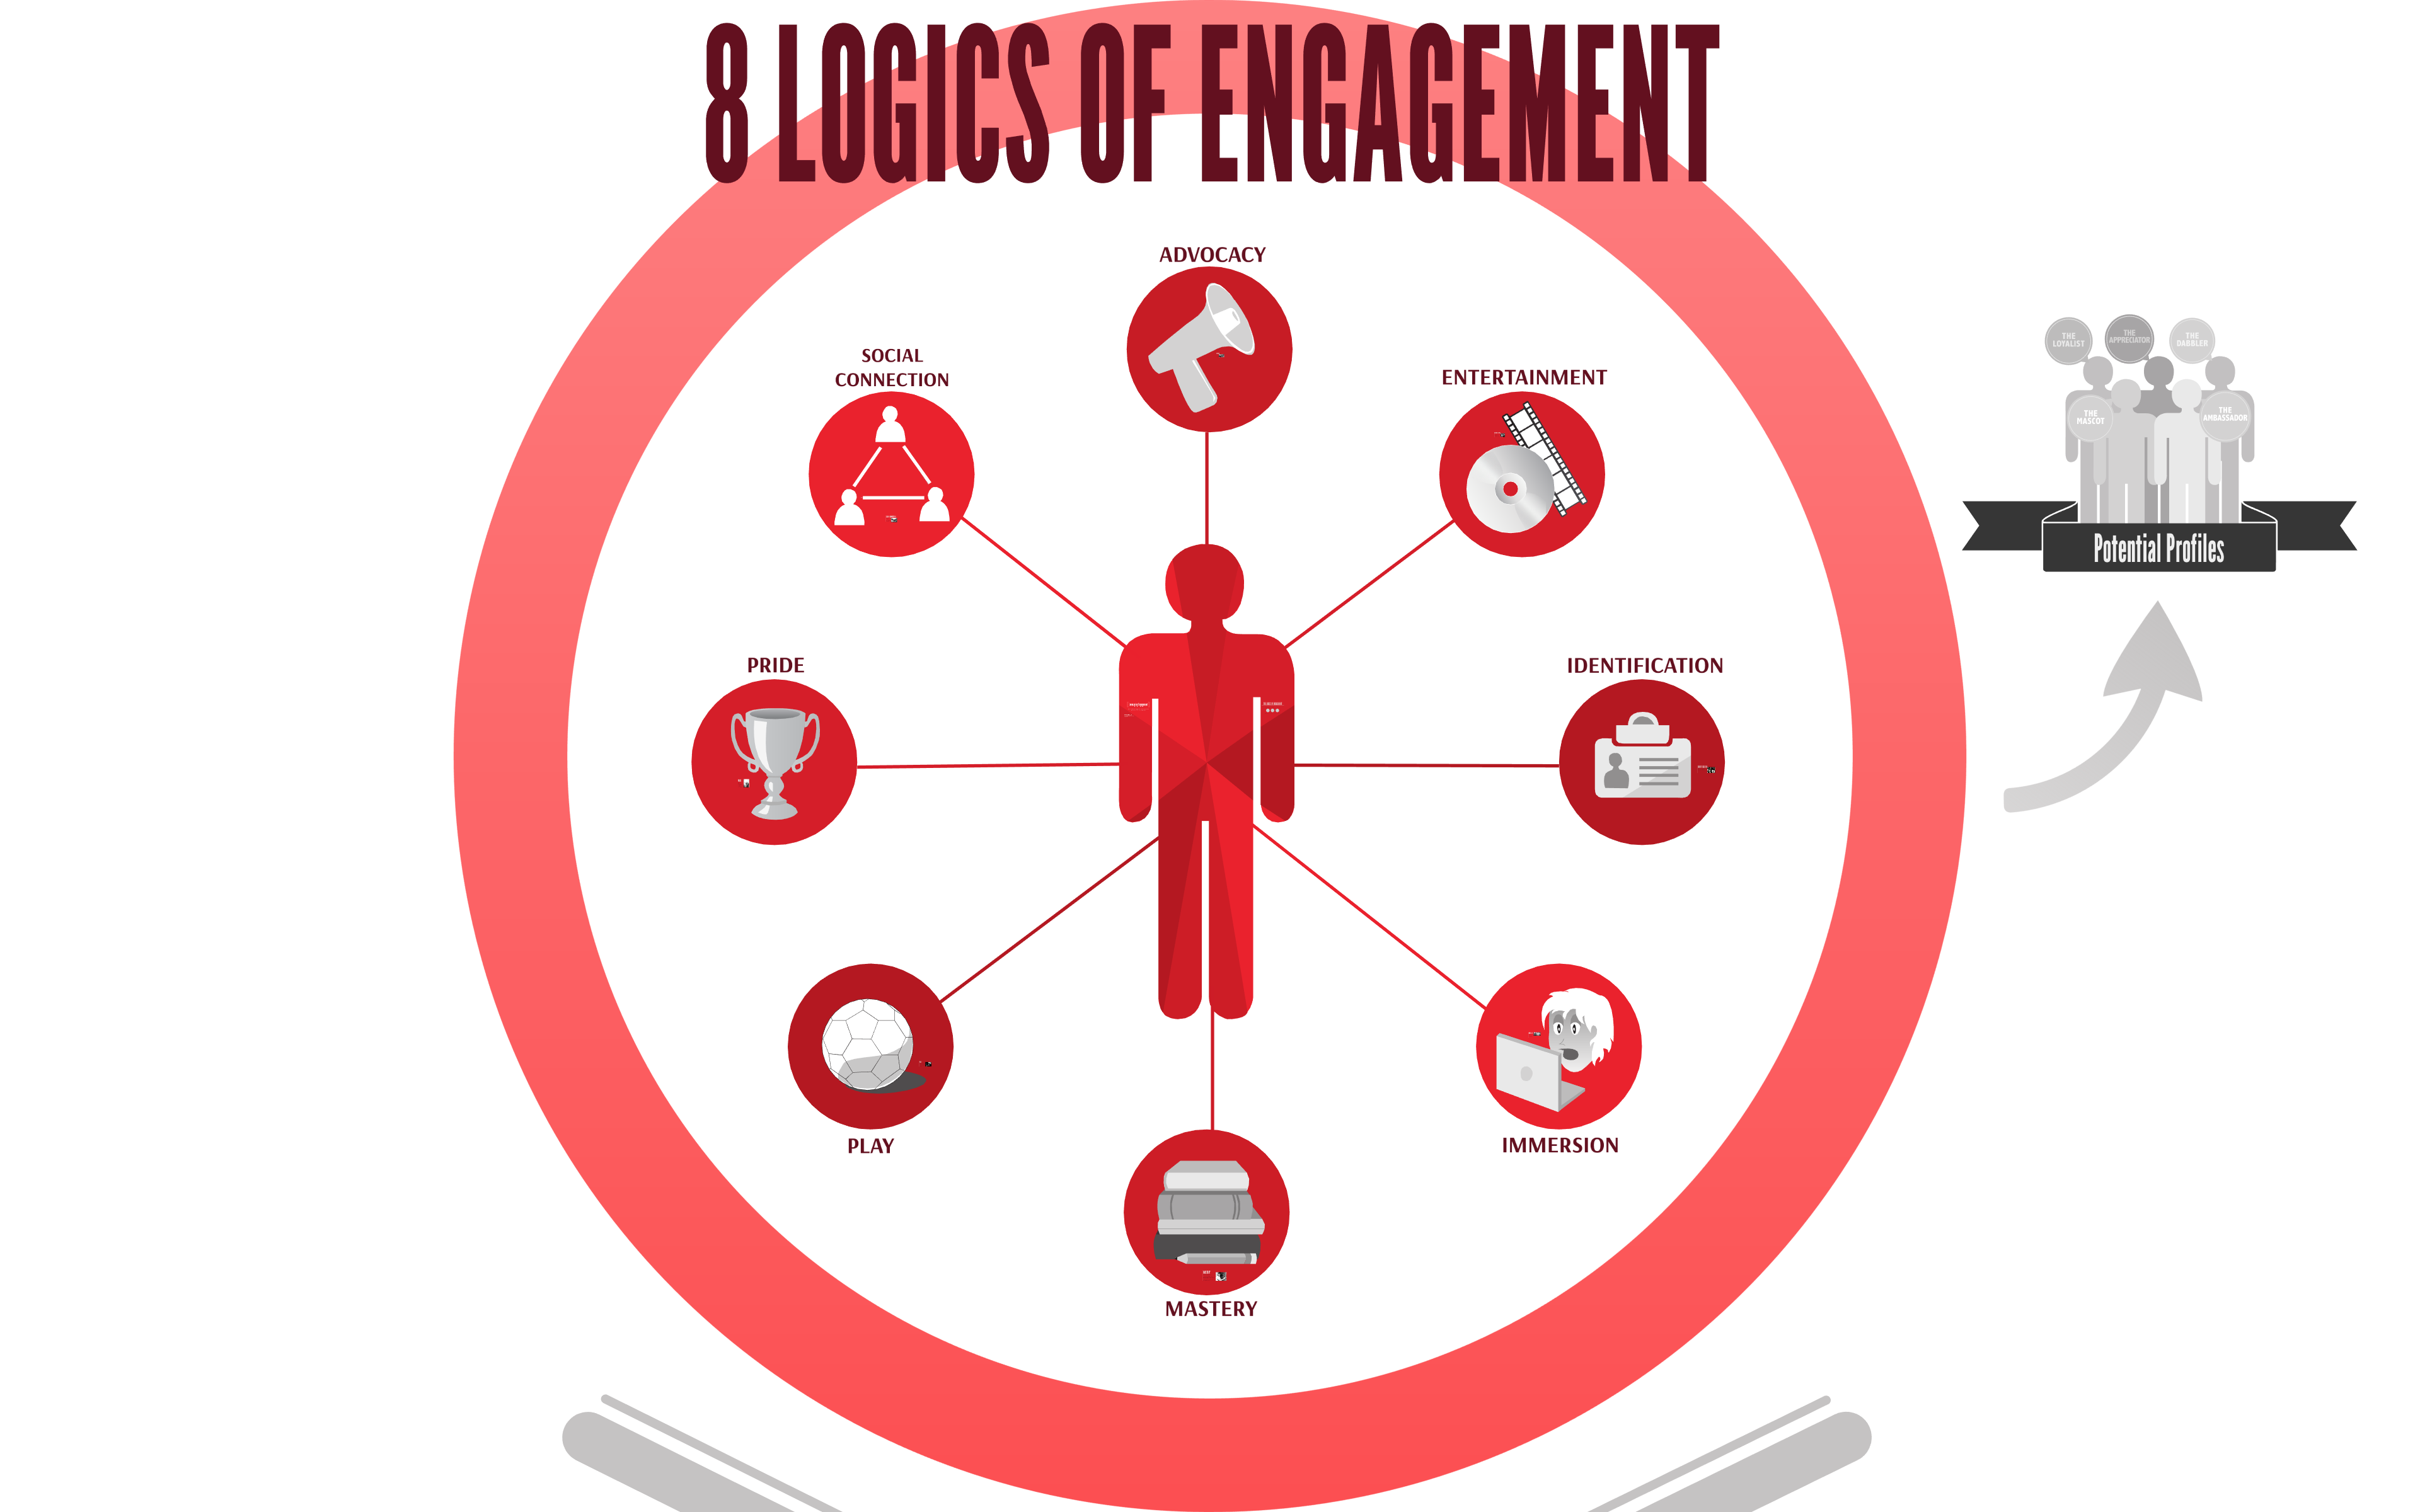 8 LOGICS OF ENGAGEMENT
ADVOCACY
SOCIAL
CONNECTION
ENTERTAINMENT
PRIDE
IDENTIFICATION
PLAY
IMMERSION
MASTERY
THE
LOYALIST
THE
APPRECIATOR
THE
DABBLER
THE
MASCOT
THE
AMBASSADOR
Potential Profiles